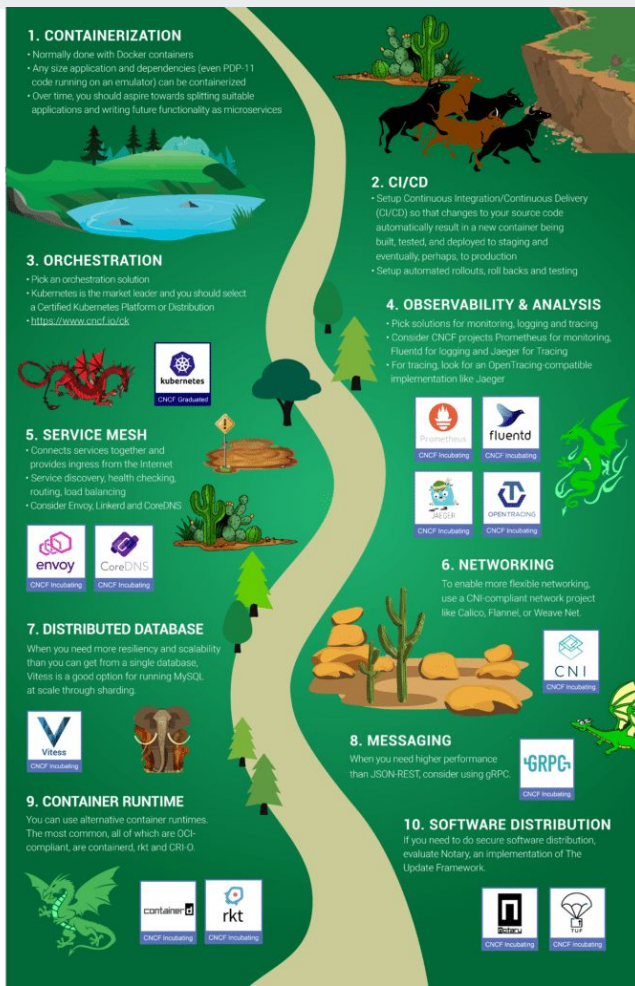 1. CONTAINERIZATION
• Normally done with Docker containers
• Any size application and dependencies (even PDP-11
code running on an emulator) can be containerized
• Over time, you should aspire towards splitting suitable
applications and writing future functionality as microservices
2. CI/CD
• Setup Continuous Integration/Continuous Delivery
(CI/CD) so that changes to your source code
automatically result in a new container being
built, tested, and deployed to staging and
eventually, perhaps, to production
• Setup automated rollouts, roll backs and testing
3. ORCHESTRATION
• Pick an orchestration solution
• Kubernetes is the market leader and you should select
a Certified Kubernetes Platform or Distribution
• https://www.cncf.io/ck
kubernetes
CNCF Graduated
4. OBSERVABILITY & ANALYSIS
• Pick solutions for monitoring, logging and tracing
• Consider CNCF projects Prometheus for monitoring,
Fluentd for logging and Jaeger for Tracing
• For tracing, look for an OpenTracing-compatible
implementation like Jaeger
Prometheus
CNCF Incubating
fluentd
CNCF Incubating
JAEGER
CNCF Incubating
OPENTRACING
CNCF Incubating
5. SERVICE MESH
• Connects services together and
provides ingress from the Internet
• Service discovery, health checking,
routing, load balancing
• Consider Envoy, Linkerd and CoreDNS
envoy
CNCF Incubating
CoreDNS
CNCF Incubating
6. NETWORKING
To enable more flexible networking,
use a CNI-compliant network project
like Calico, Flannel, or Weave Net.
CNI
CNCF Incubating
7. DISTRIBUTED DATABASE
When you need more resiliency and scalability
than you can get from a single database,
Vitess is a good option for running MySQL
at scale through sharding.
Vitess
CNCF Incubating
8. MESSAGING
When you need higher performance
than JSON-REST, consider using gRPC.
GRPC
CNCF Incubating
9. CONTAINER RUNTIME
You can use alternative container runtimes.
The most common, all of which are OCI-
compliant, are containerd, rkt and CRI-O.
containerd
CNCF Incubating
rkt
CNCF Incubating
10. SOFTWARE DISTRIBUTION
If you need to do secure software distribution,
evaluate Notary, an implementation of The
Update Framework.
Notary
CNCF Incubating
TUF
CNCF Incubating